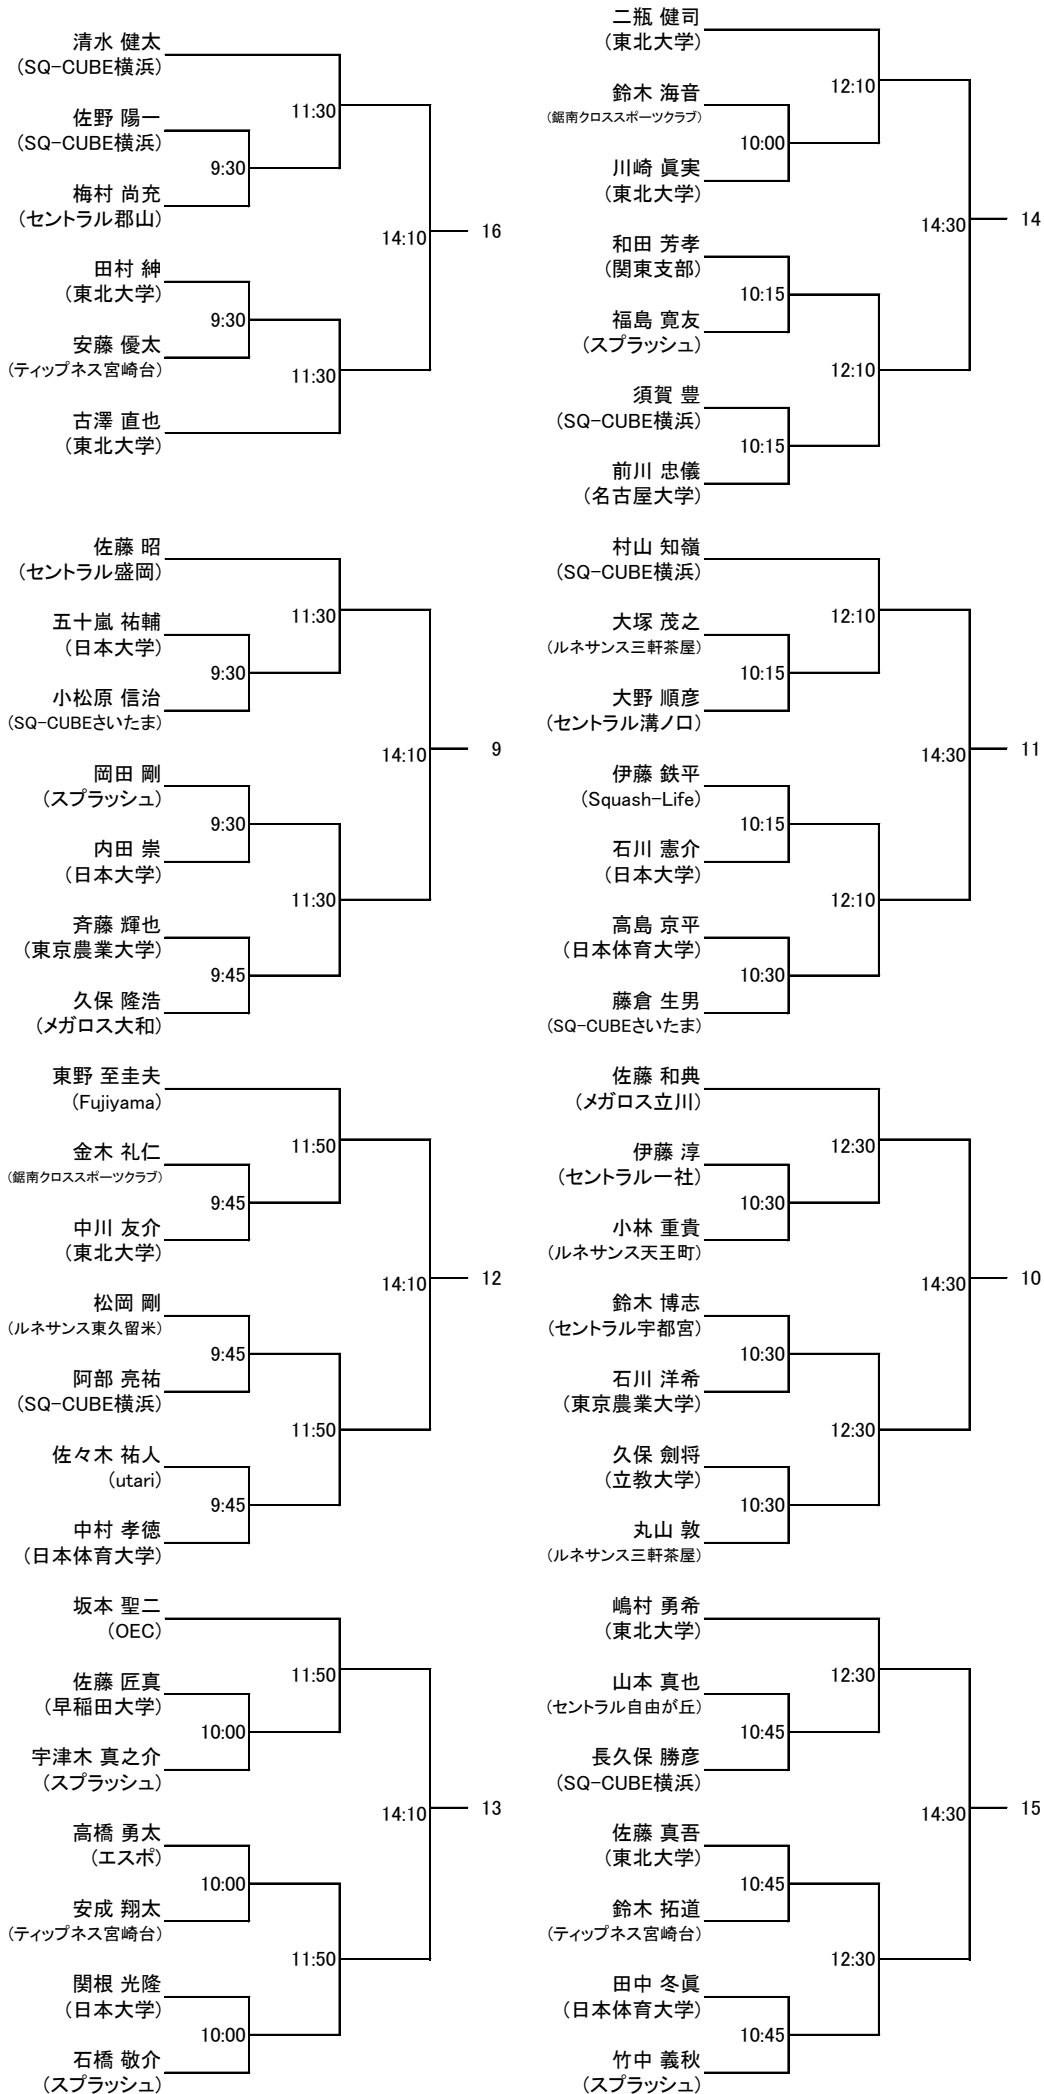 清水 健太
(SQ-CUBE横浜)
11:30
佐野 陽一
(SQ-CUBE横浜)
9:30
梅村 尚充
(セントラル郡山)
14:10
16
田村 紳
(東北大学)
9:30
安藤 優太
(ティップネス宮崎台)
11:30
古澤 直也
(東北大学)
佐藤 昭
(セントラル盛岡)
11:30
五十嵐 祐輔
(日本大学)
9:30
小松原 信治
(SQ-CUBEさいたま)
14:10
9
岡田 剛
(スプラッシュ)
9:30
内田 崇
(日本大学)
11:30
斉藤 輝也
(東京農業大学)
9:45
久保 隆浩
(メガロス大和)
東野 至圭夫
(Fujiyama)
11:50
金木 礼仁
(鋸南クロススポーツクラブ)
9:45
中川 友介
(東北大学)
14:10
12
松岡 剛
(ルネサンス東久留米)
9:45
阿部 亮祐
(SQ-CUBE横浜)
11:50
佐々木 祐人
(utari)
9:45
中村 孝徳
(日本体育大学)
坂本 聖二
(OEC)
11:50
佐藤 匠真
(早稲田大学)
10:00
宇津木 真之介
(スプラッシュ)
14:10
13
高橋 勇太
(エスポ)
10:00
安成 翔太
(ティップネス宮崎台)
11:50
関根 光隆
(日本大学)
10:00
石橋 敬介
(スプラッシュ)
二瓶 健司
(東北大学)
12:10
鈴木 海音
(鋸南クロススポーツクラブ)
10:00
川崎 眞実
(東北大学)
14:30
14
和田 芳孝
(関東支部)
10:15
福島 寛友
(スプラッシュ)
12:10
須賀 豊
(SQ-CUBE横浜)
10:15
前川 忠儀
(名古屋大学)
村山 知嶺
(SQ-CUBE横浜)
12:10
大塚 茂之
(ルネサンス三軒茶屋)
10:15
大野 順彦
(セントラル溝ノ口)
14:30
11
伊藤 鉄平
(Squash-Life)
10:15
石川 憲介
(日本大学)
12:10
高島 京平
(日本体育大学)
10:30
藤倉 生男
(SQ-CUBEさいたま)
佐藤 和典
(メガロス立川)
12:30
伊藤 淳
(セントラル一社)
10:30
小林 重貴
(ルネサンス天王町)
14:30
10
鈴木 博志
(セントラル宇都宮)
10:30
石川 洋希
(東京農業大学)
12:30
久保 劍将
(立教大学)
10:30
丸山 敦
(ルネサンス三軒茶屋)
嶋村 勇希
(東北大学)
12:30
山本 真也
(セントラル自由が丘)
10:45
長久保 勝彦
(SQ-CUBE横浜)
14:30
15
佐藤 真吾
(東北大学)
10:45
鈴木 拓道
(ティップネス宮崎台)
12:30
田中 冬眞
(日本体育大学)
10:45
竹中 義秋
(スプラッシュ)